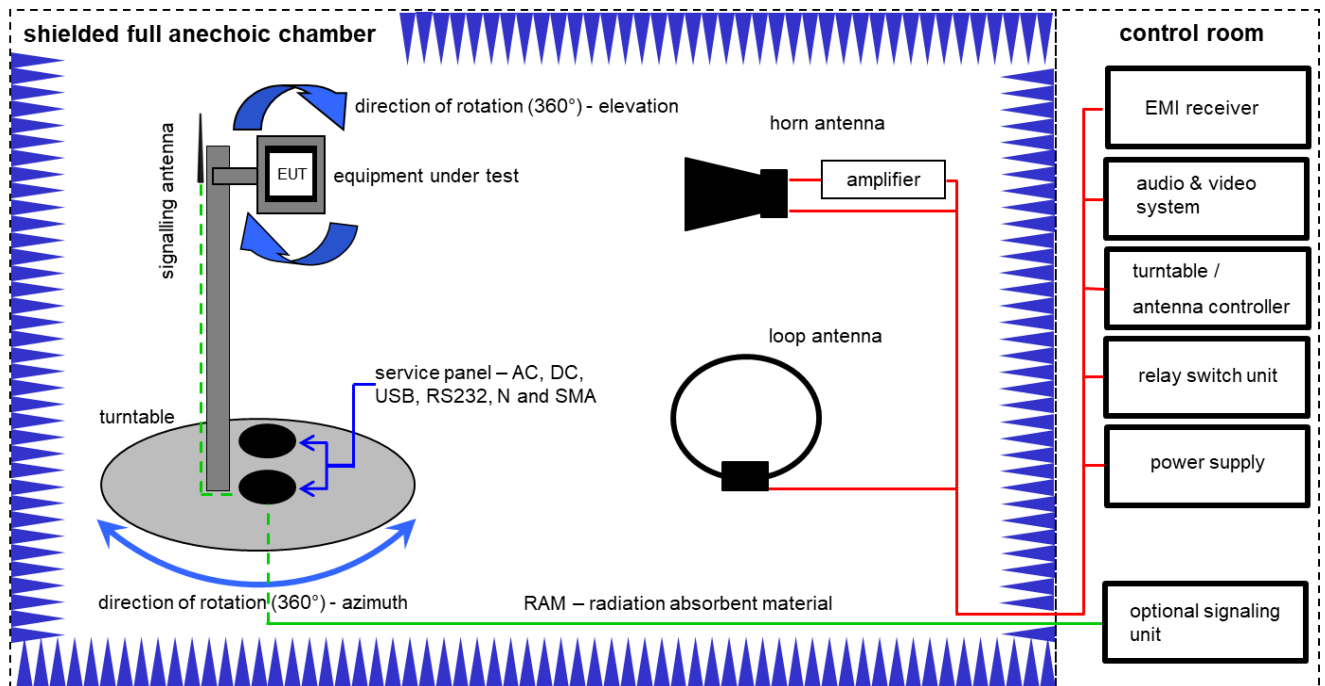 shielded full anechoic chamber
control room
direction of rotation (360°) - elevation
signalling antenna
EUT
equipment under test
horn antenna
amplifier
loop antenna
service panel – AC, DC,
USB, RS232, N and SMA
turntable
direction of rotation (360°) - azimuth
RAM – radiation absorbent material
EMI receiver
audio & video
system
turntable /
antenna controller
relay switch unit
power supply
optional signaling
unit